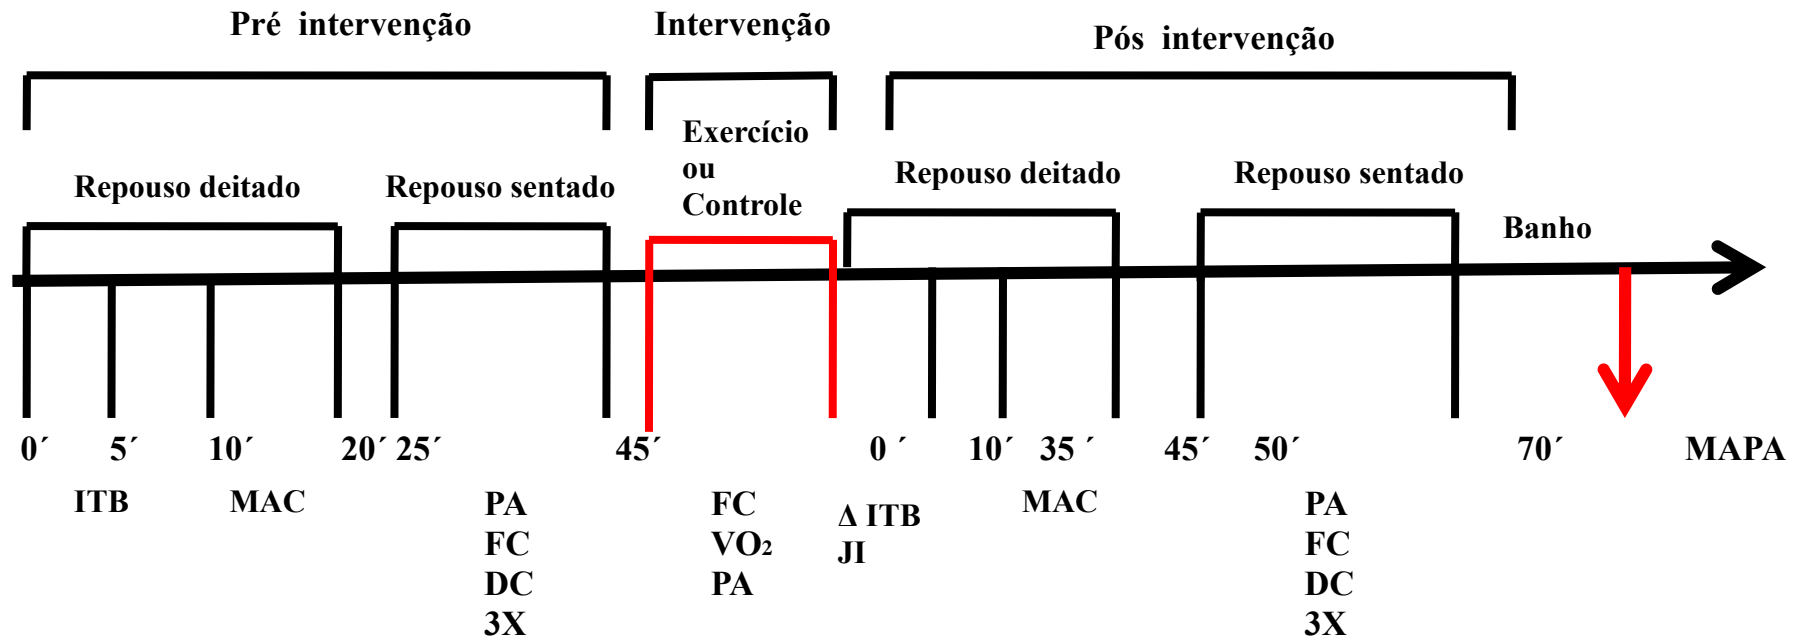 Pré intervenção
Intervenção
Pós intervenção
Exercício
ou
Controle
Repouso deitado
Repouso sentado
Repouso deitado
Repouso sentado
Banho
0´ 5´ 10´ 20´ 25´ 45´ 0 ´ 10´ 35 ´ 45´ 50´ 70´ MAPA
ITB
MAC
PA
FC
DC
3X
FC
VO₂
PA
Δ ITB
JI
MAC
PA
FC
DC
3X